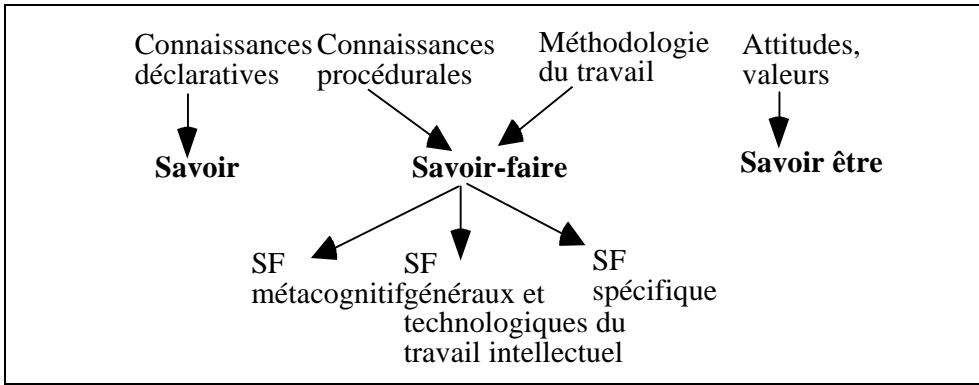 Connaissances
déclaratives
Connaissances
procédurales
Méthodologie
du travail
Attitudes,
valeurs
Savoir
Savoir-faire
Savoir être
SF
métacognitif
SF
généraux et
technologiques du
travail intellectuel
SF
spécifique